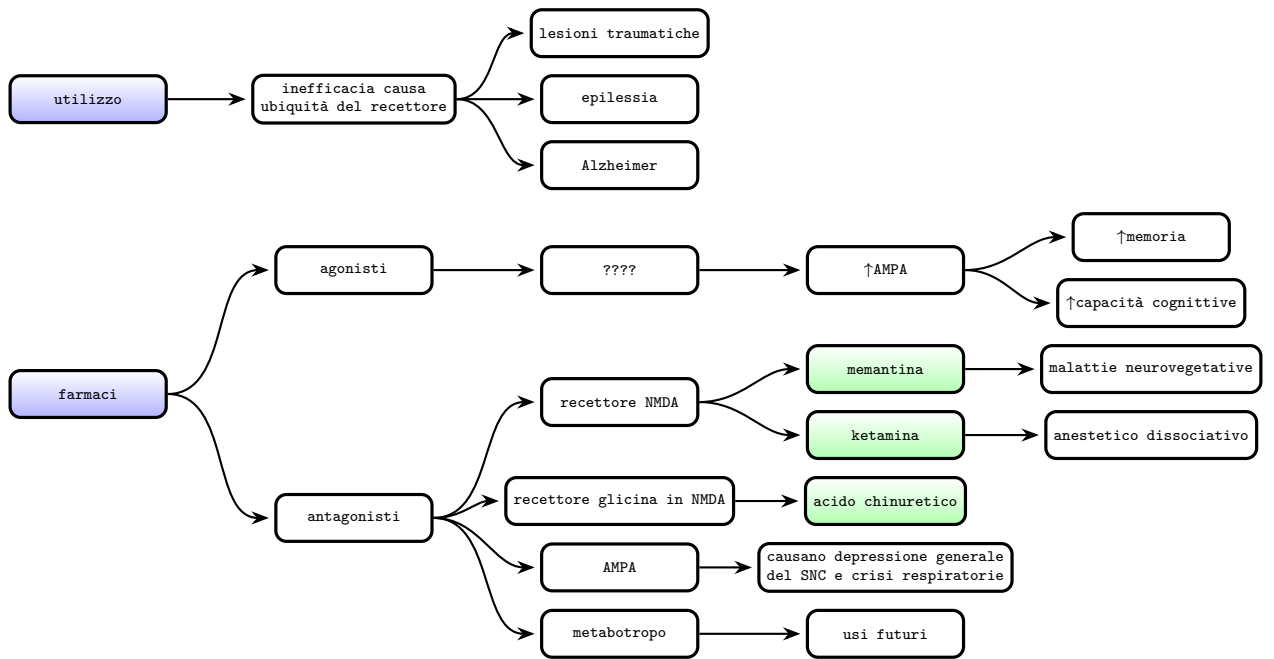 utilizzo
inefficacia causa
ubiquità del recettore
lesioni traumatiche
epilessia
Alzheimer
farmaci
agonisti
????
↑AMPA
↑memoria
↑capacità cognittive
antagonisti
recettore NMDA
memantina
malattie neurovegetative
ketamina
anestetico dissociativo
recettore glicina in NMDA
acido chinuretico
AMPA
causano depressione generale
del SNC e crisi respiratorie
metabotropo
usi futuri